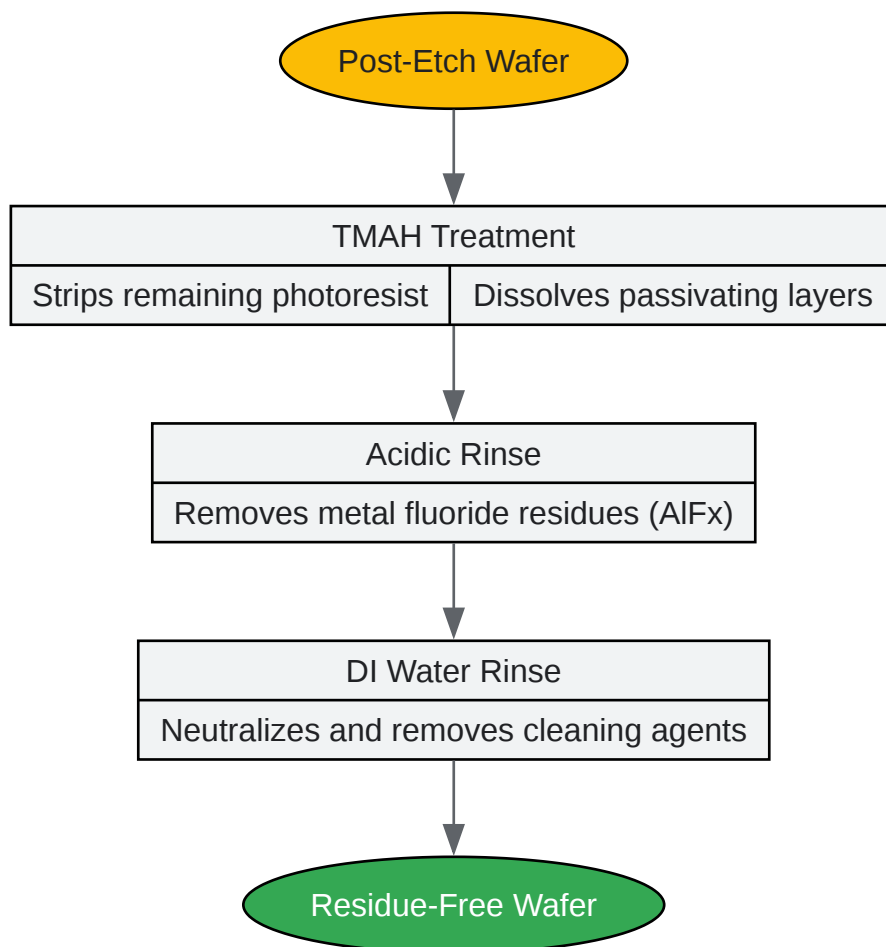 Post-Etch Wafer
TMAH Treatment
Strips remaining photoresist
Dissolves passivating layers
Acidic Rinse
Removes metal fluoride residues (AlFx)
DI Water Rinse
Neutralizes and removes cleaning agents
Residue-Free Wafer